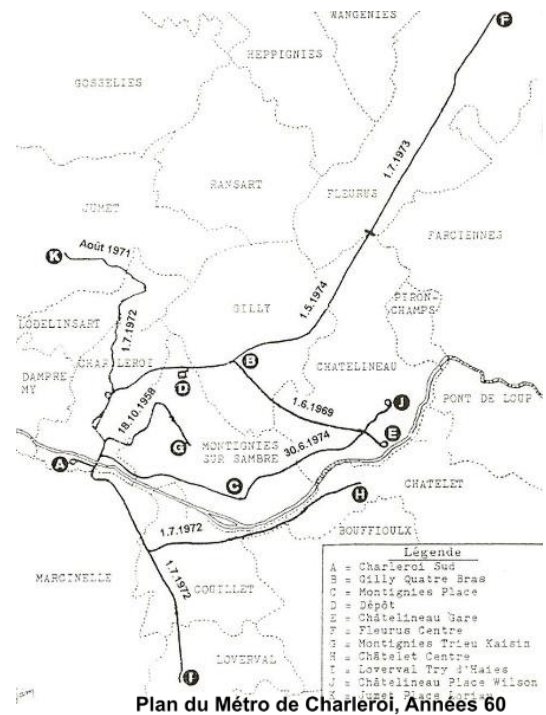 WANGENIES
F
HEPPIGNIES
GOSSELIES
1.7.1973
RANSART
FLEURUS
JUMET
FARCIENNES
Août 1971
K
1.5.1974
GILLY
PIRON-
CHAMPS
LODELINSART
1.7.1972
CHARLEROI
B
CHATELINEAU
DAMPRE
MY
D
18.10.1958
1.6.1969
J
PONT DE LOUP
G
MONTIGNIES
SUR SAMBRE
30.6.1974
E
A
C
H
CHATELET
1.7.1972
BOUFFIOULX
MARCINELLE
1.7.1972
COUILLET
LOVERVAL
I
Légende
A = Charleroi Sud
B = Gilly Quatre Bras
C = Montignies Place
D = Dépôt
E = Châtelineau Gare
F = Fleurus Centre
G = Montignies Trieu Kaisin
H = Châtelet Centre
I = Loverval Try d'Haies
J = Châtelineau Place Wilson
K = Jumet Place
Plan du Métro de Charleroi, Années 60